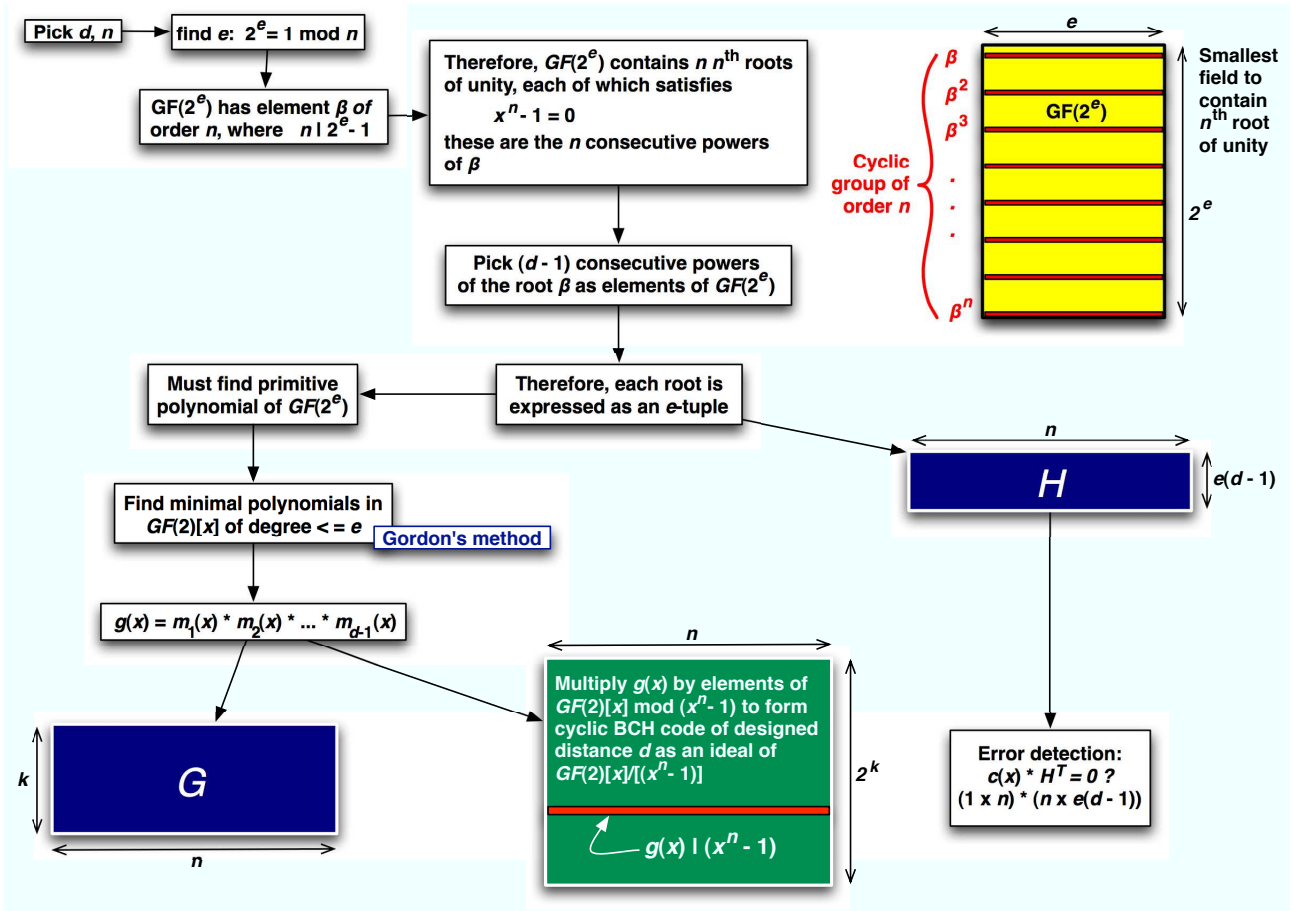 Pick d, n
find e: 2^e = 1 mod n
GF(2^e) has element β of
order n, where n | 2^e - 1
Therefore, GF(2^e) contains n n^th roots
of unity, each of which satisfies
x^n - 1 = 0
these are the n consecutive powers
of β
e
β
β^2
β^3
.
.
.
β^n
Cyclic
group of
order n
GF(2^e)
2^e
Smallest
field to
contain
n^th root
of unity
Pick (d - 1) consecutive powers
of the root β as elements of GF(2^e)
Therefore, each root is
expressed as an e-tuple
Must find primitive
polynomial of GF(2^e)
Find minimal polynomials in
GF(2)[x] of degree < = e
Gordon's method
g(x) = m_1(x) * m_2(x) * ... * m_{d-1}(x)
n
H
e(d - 1)
k
G
n
n
Multiply g(x) by elements of
GF(2)[x] mod (x^n - 1) to form
cyclic BCH code of designed
distance d as an ideal of
GF(2)[x]/[(x^n - 1)]
g(x) | (x^n - 1)
2^k
Error detection:
c(x) * H^T = 0 ?
(1 x n) * (n x e(d - 1))